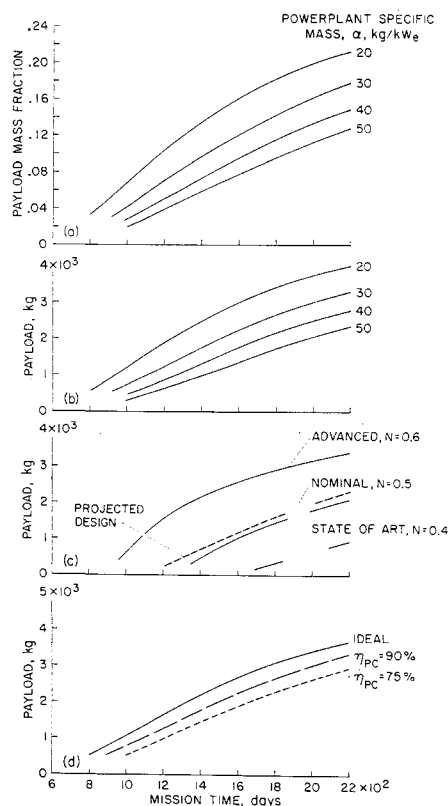 POWERPLANT SPECIFIC
MASS, α, kg/kWe
.24
.20
.16
.12
.08
.04
0
PAYLOAD MASS FRACTION
20
30
40
50
(a)
4×10³
3
2
1
0
PAYLOAD, kg
20
30
40
50
(b)
4×10³
3
2
1
0
PAYLOAD, kg
ADVANCED, N=0.6
NOMINAL, N=0.5
PROJECTED
DESIGN
STATE OF ART, N=0.4
(c)
5×10³
4
3
2
1
0
PAYLOAD, kg
IDEAL
ηPC=90%
ηPC=75%
(d)
6 8 10 12 14 16 18 20 22×10²
MISSION TIME, days